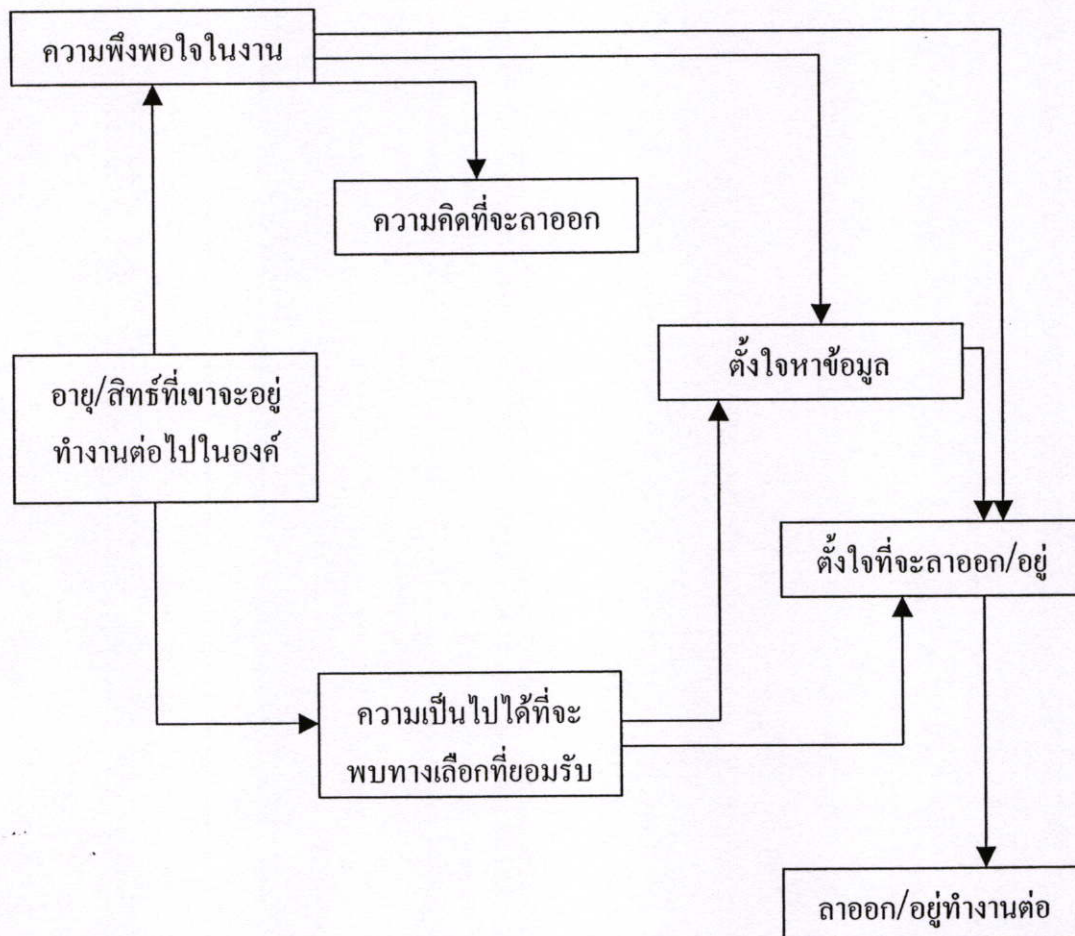 ความพึงพอใจในงาน
ความคิดที่จะลาออก
ตั้งใจหาข้อมูล
อายุ/สิทธ์ที่เขาจะอยู่
ทำงานต่อไปในองค์
ตั้งใจที่จะลาออก/อยู่
ความเป็นไปได้ที่จะ
พบทางเลือกที่ยอมรับ
ลาออก/อยู่ทำงานต่อ